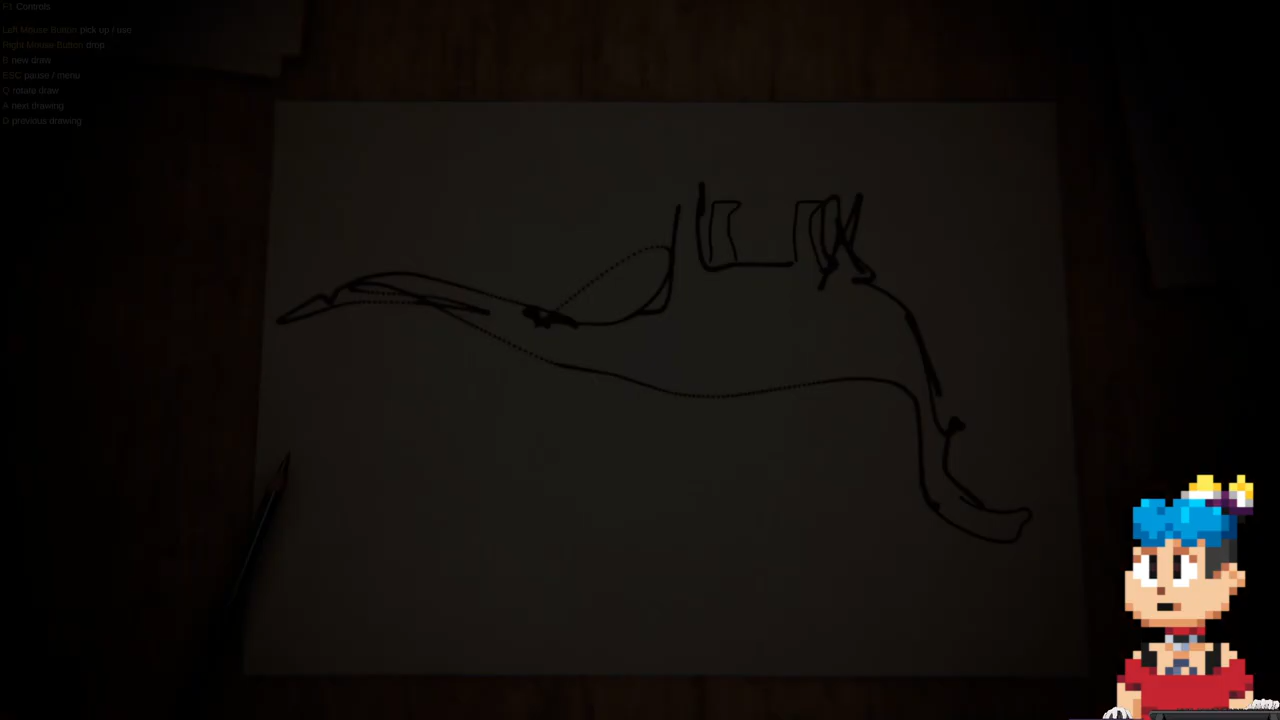 F1 Controls
Left Mouse Button pick up / use
Right Mouse Button drop
B new draw
ESC pause / menu
Q rotate draw
A next drawing
D previous drawing